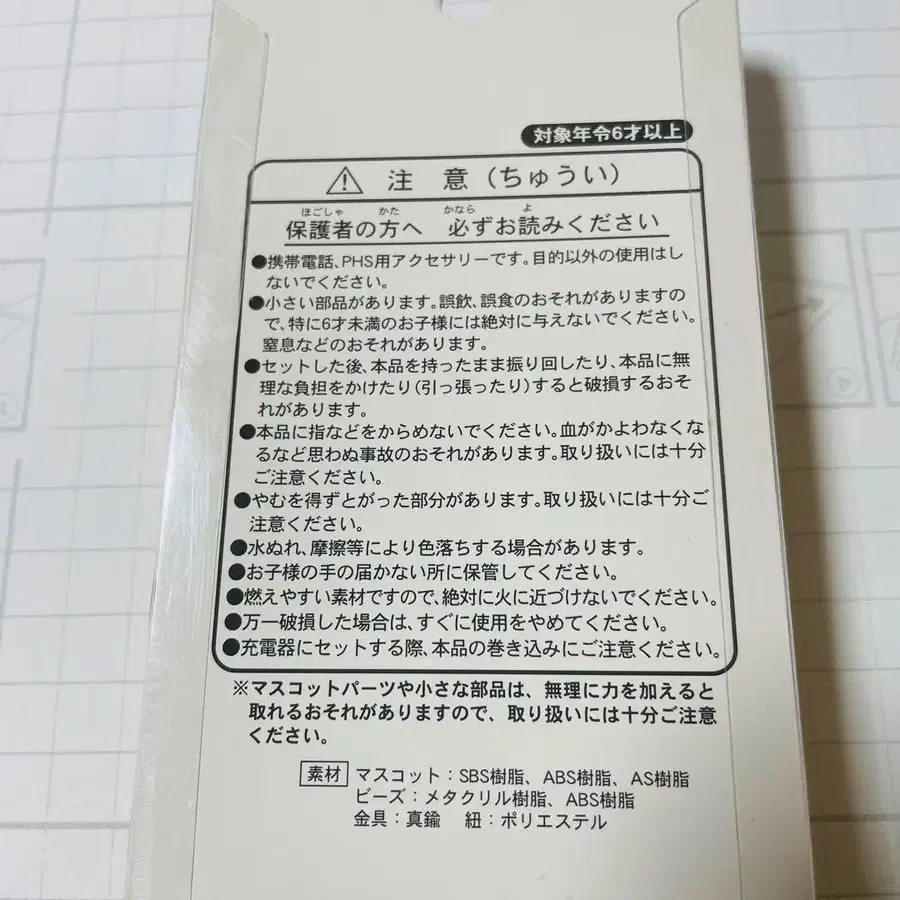 対象年令6才以上
⚠ 注 意 (ちゅうい)
ほごしゃ かた かなら よ
保護者の方へ 必ずお読みください
●携帯電話、PHS用アクセサリーです。目的以外の使用はし
ないでください。
●小さい部品があります。誤飲、誤食のおそれがありますの
で、特に6才未満のお子様には絶対に与えないでください。
窒息などのおそれがあります。
●セットした後、本品を持ったまま振り回したり、本品に無
理な負担をかけたり(引っ張ったり)すると破損するおそ
れがあります。
●本品に指などをからめないでください。血がかよわなくな
るなど思わぬ事故のおそれがあります。取り扱いには十分
ご注意ください。
●やむを得ずとがった部分があります。取り扱いには十分ご
注意ください。
●水ぬれ、摩擦等により色落ちする場合があります。
●お子様の手の届かない所に保管してください。
●燃えやすい素材ですので、絶対に火に近づけないでください。
●万一破損した場合は、すぐに使用をやめてください。
●充電器にセットする際、本品の巻き込みにご注意ください。
※マスコットパーツや小さな部品は、無理に力を加えると
取れるおそれがありますので、取り扱いには十分ご注意
ください。
素材 マスコット:SBS樹脂、ABS樹脂、AS樹脂
ビーズ:メタクリル樹脂、ABS樹脂
金具:真鍮 紐:ポリエステル